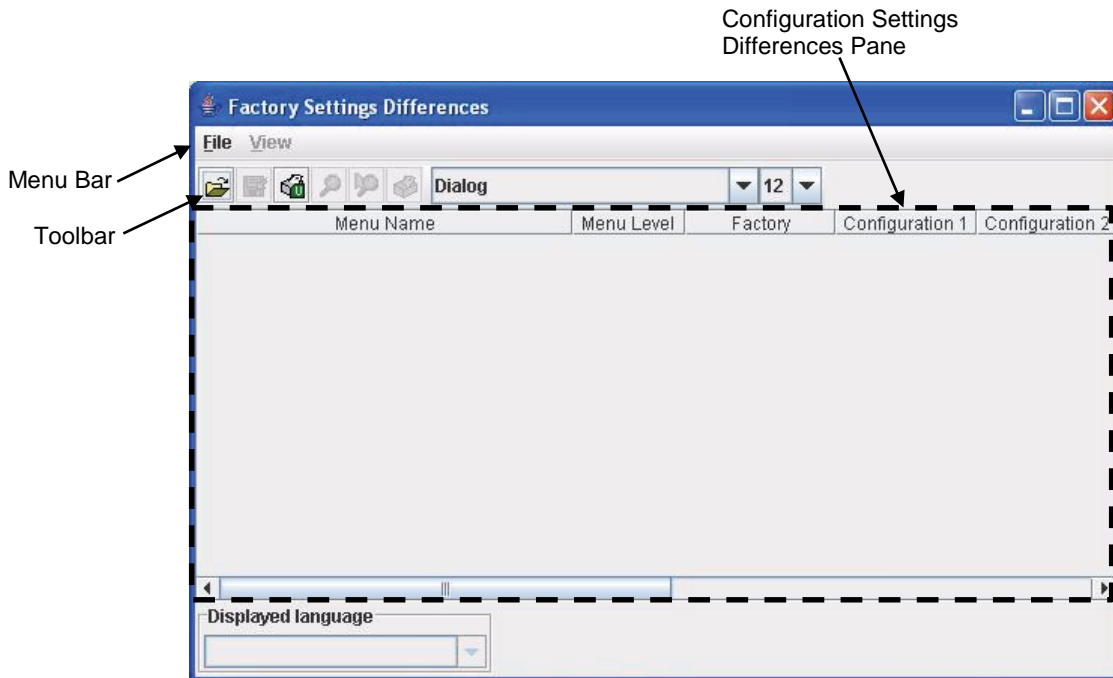 Configuration Settings
Differences Pane
Factory Settings Differences
File View
Menu Bar
Dialog 12
Toolbar
Menu Name Menu Level Factory Configuration 1 Configuration 2
Displayed language